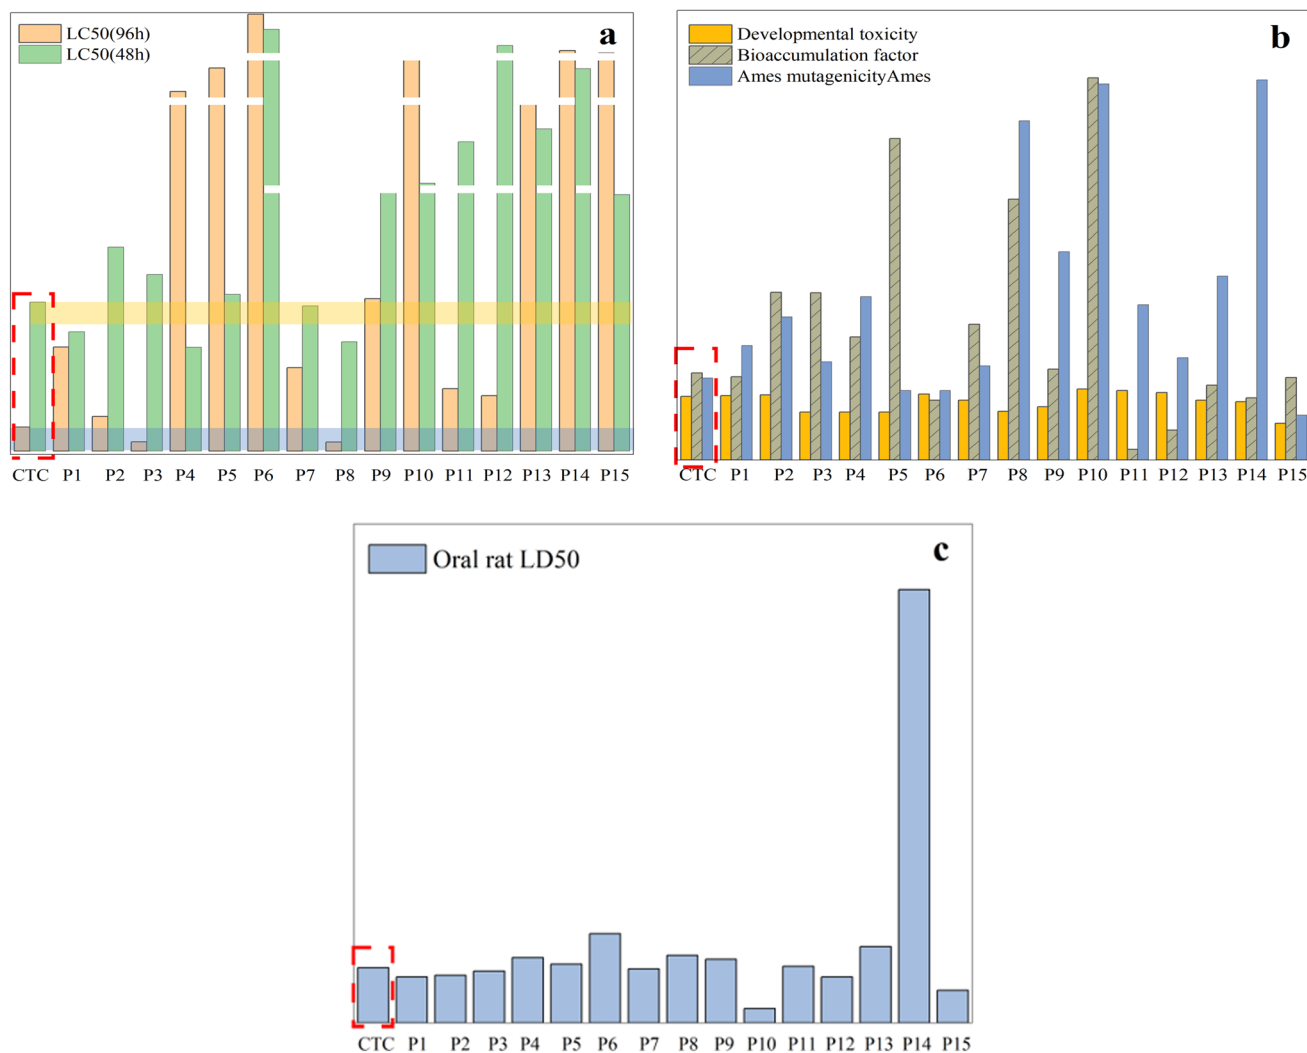 LC50(96h)
LC50(48h)
a
CTC P1 P2 P3 P4 P5 P6 P7 P8 P9 P10 P11 P12 P13 P14 P15
Developmental toxicity
Bioaccumulation factor
Ames mutagenicityAmes
b
CTC P1 P2 P3 P4 P5 P6 P7 P8 P9 P10 P11 P12 P13 P14 P15
Oral rat LD50
c
CTC P1 P2 P3 P4 P5 P6 P7 P8 P9 P10 P11 P12 P13 P14 P15